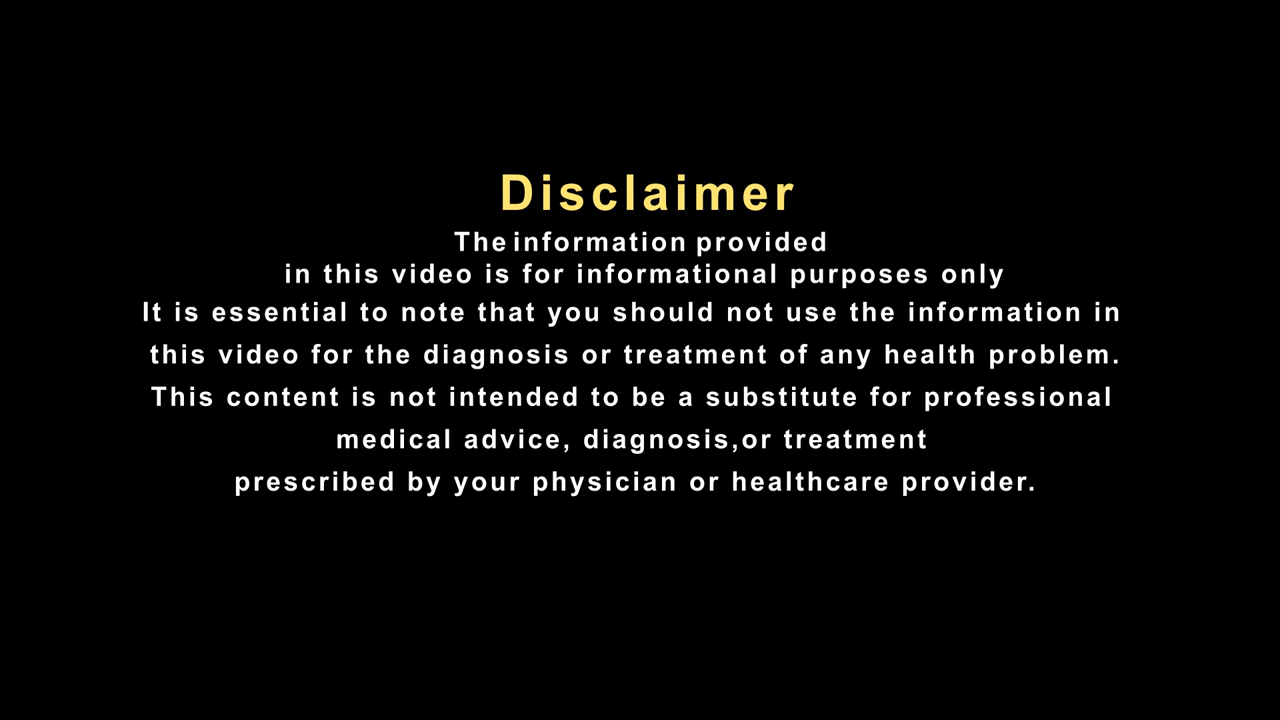 Disclaimer
The information provided
in this video is for informational purposes only
It is essential to note that you should not use the information in
this video for the diagnosis or treatment of any health problem.
This content is not intended to be a substitute for professional
medical advice, diagnosis,or treatment
prescribed by your physician or healthcare provider.